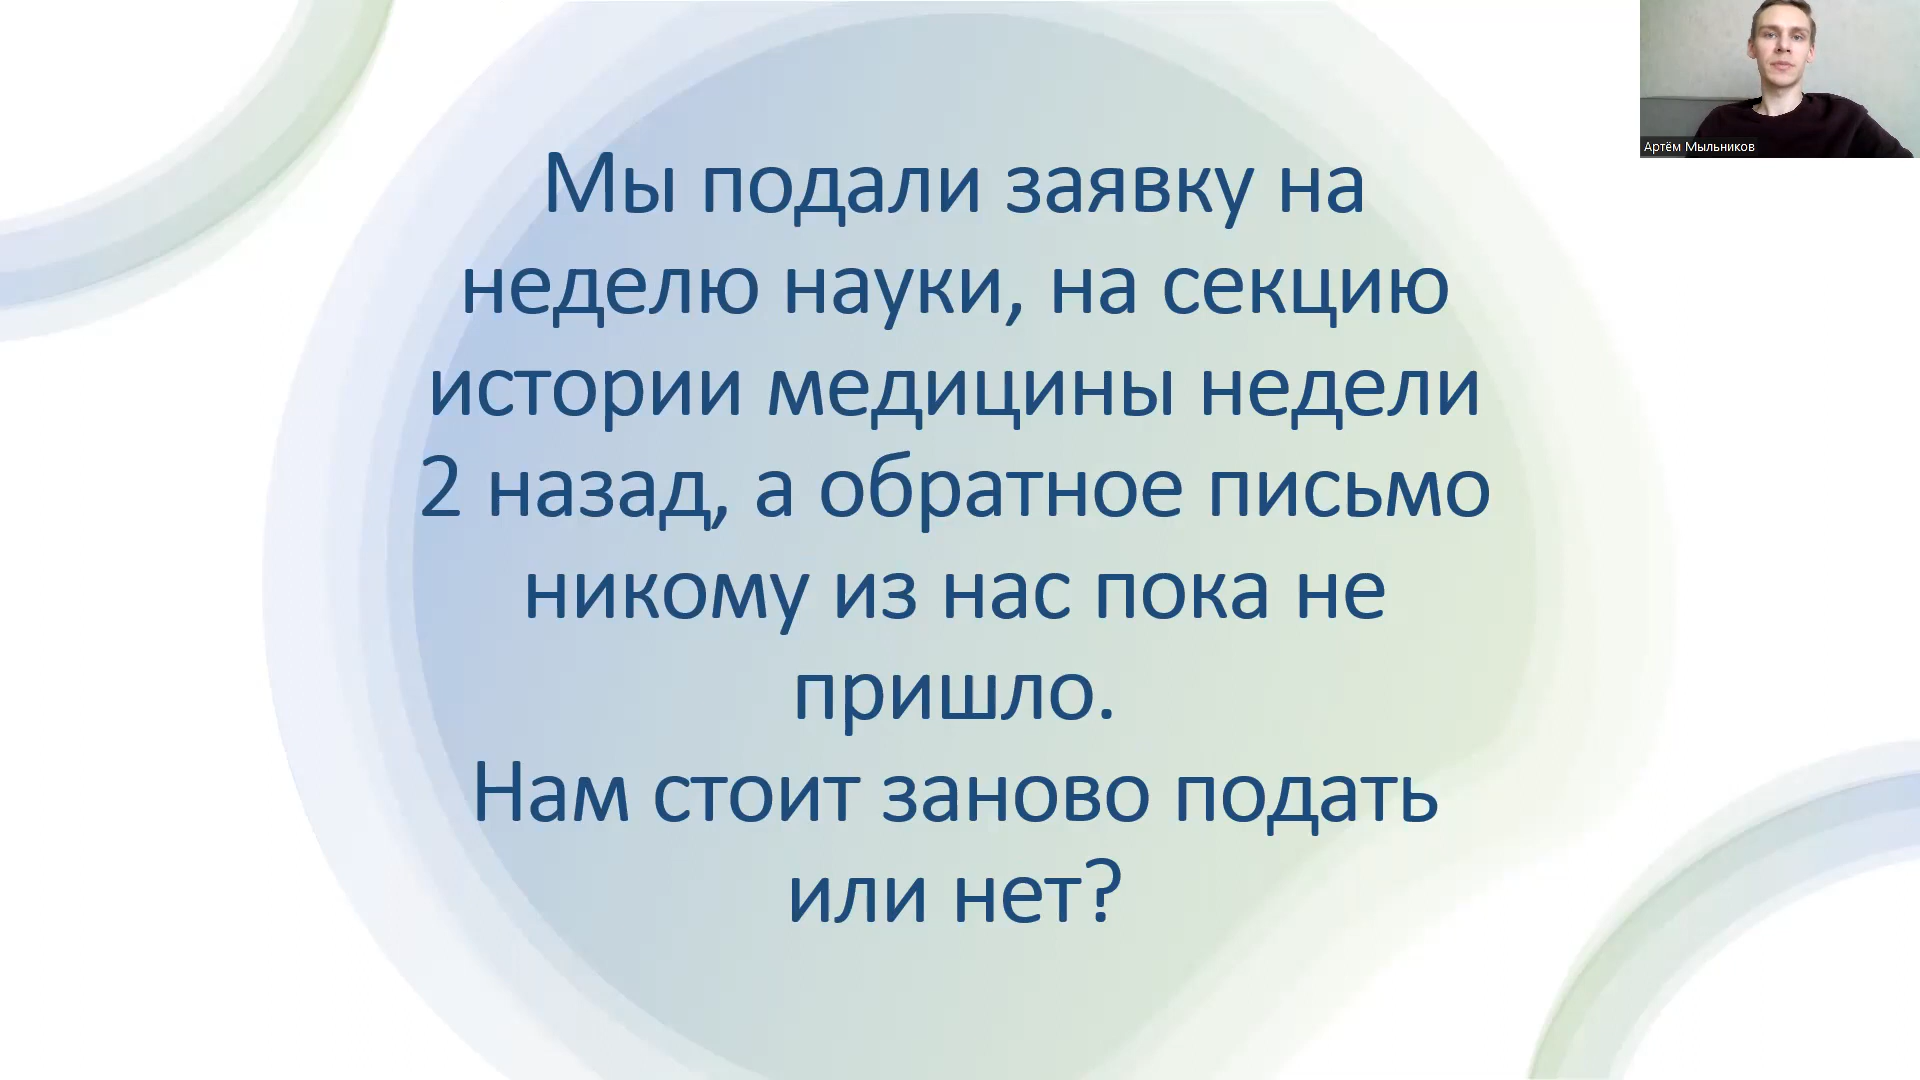 Мы подали заявку на
неделю науки, на секцию
истории медицины недели
2 назад, а обратное письмо
никому из нас пока не
пришло.
Нам стоит заново подать
или нет?
Артём Мыльников